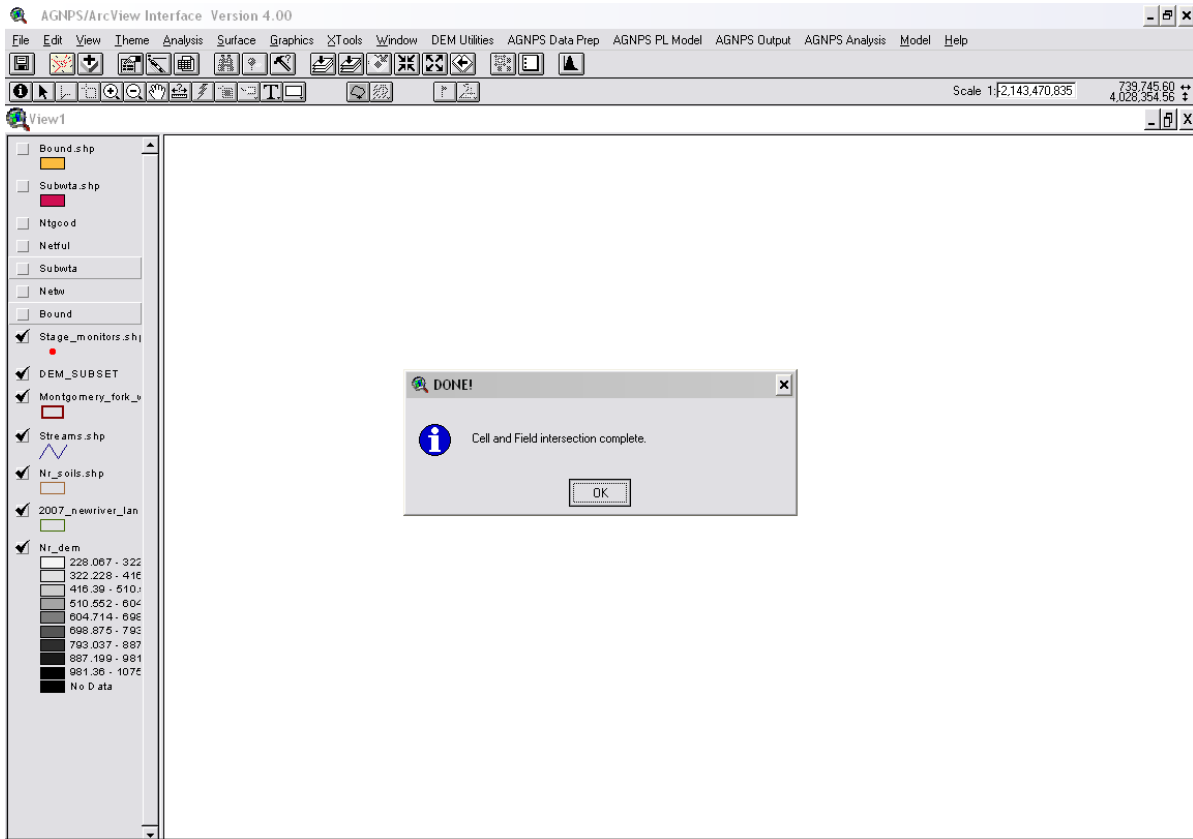 AGNPS/ArcView Interface Version 4.00
File Edit View Theme Analysis Surface Graphics XTools Window DEM Utilities AGNPS Data Prep AGNPS PL Model AGNPS Output AGNPS Analysis Model Help
Scale 1: -2,143,470,835
739,745.60
4,028,354.56
View1
Bound.shp
Subwta.shp
Ntgcod
Netful
Subwta
Netw
Bound
Stage_monitors.shp
DEM_SUBSET
Montgomery_fork_w
Streams.shp
Nr_soils.shp
2007_newriver_lan
Nr_dem
228.067 - 322
322.228 - 416
416.39 - 510.
510.552 - 604
604.714 - 698
698.875 - 793
793.037 - 887
887.199 - 981
981.36 - 1075
No Data
DONE!
Cell and Field intersection complete.
OK